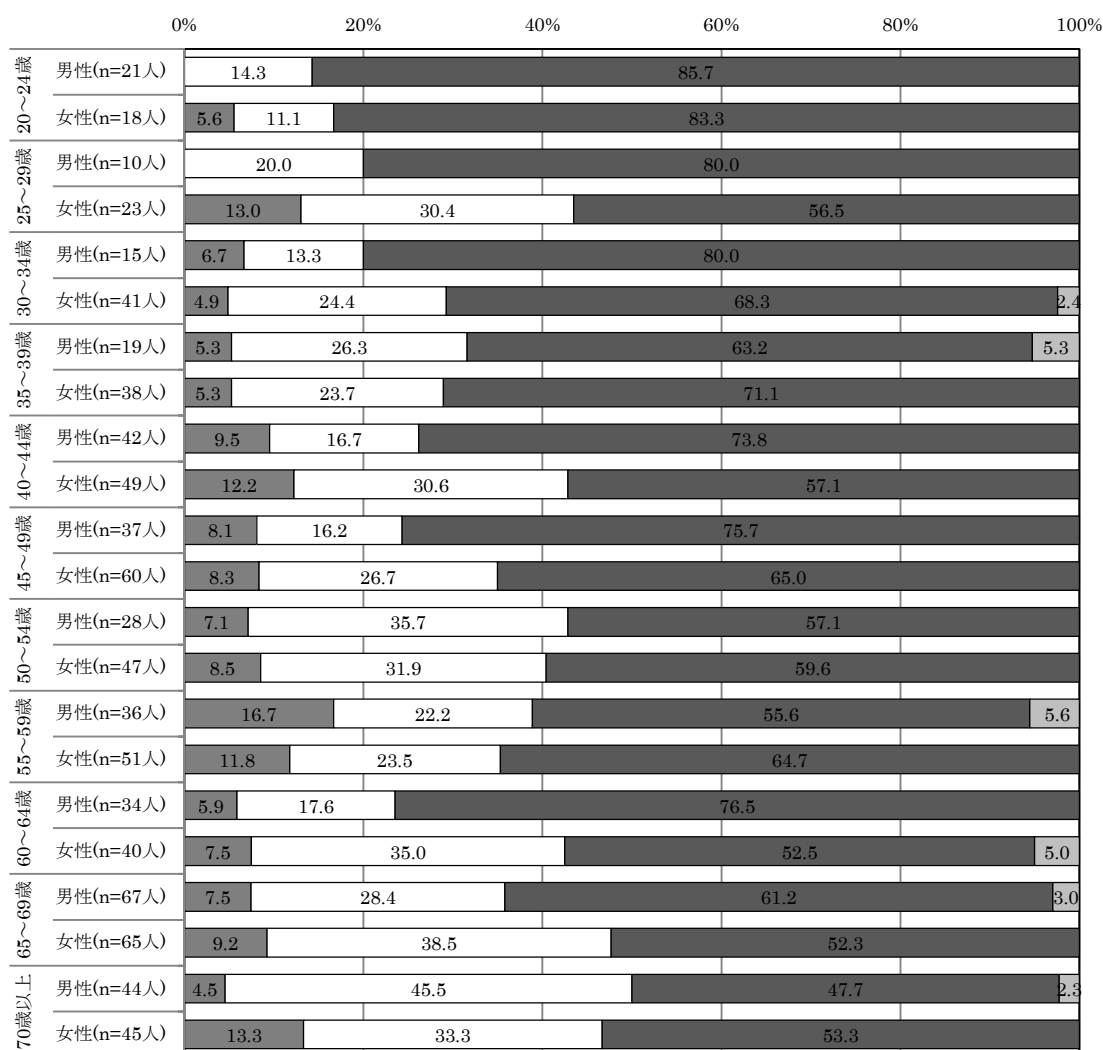 0% 20% 40% 60% 80% 100%
20～24歳
男性(n=21人) 14.3 85.7
女性(n=18人) 5.6 11.1 83.3
25～29歳
男性(n=10人) 20.0 80.0
女性(n=23人) 13.0 30.4 56.5
30～34歳
男性(n=15人) 6.7 13.3 80.0
女性(n=41人) 4.9 24.4 68.3 2.4
35～39歳
男性(n=19人) 5.3 26.3 63.2 5.3
女性(n=38人) 5.3 23.7 71.1
40～44歳
男性(n=42人) 9.5 16.7 73.8
女性(n=49人) 12.2 30.6 57.1
45～49歳
男性(n=37人) 8.1 16.2 75.7
女性(n=60人) 8.3 26.7 65.0
50～54歳
男性(n=28人) 7.1 35.7 57.1
女性(n=47人) 8.5 31.9 59.6
55～59歳
男性(n=36人) 16.7 22.2 55.6 5.6
女性(n=51人) 11.8 23.5 64.7
60～64歳
男性(n=34人) 5.9 17.6 76.5
女性(n=40人) 7.5 35.0 52.5 5.0
65～69歳
男性(n=67人) 7.5 28.4 61.2 3.0
女性(n=65人) 9.2 38.5 52.3
70歳以上
男性(n=44人) 4.5 45.5 47.7 2.3
女性(n=45人) 13.3 33.3 53.3